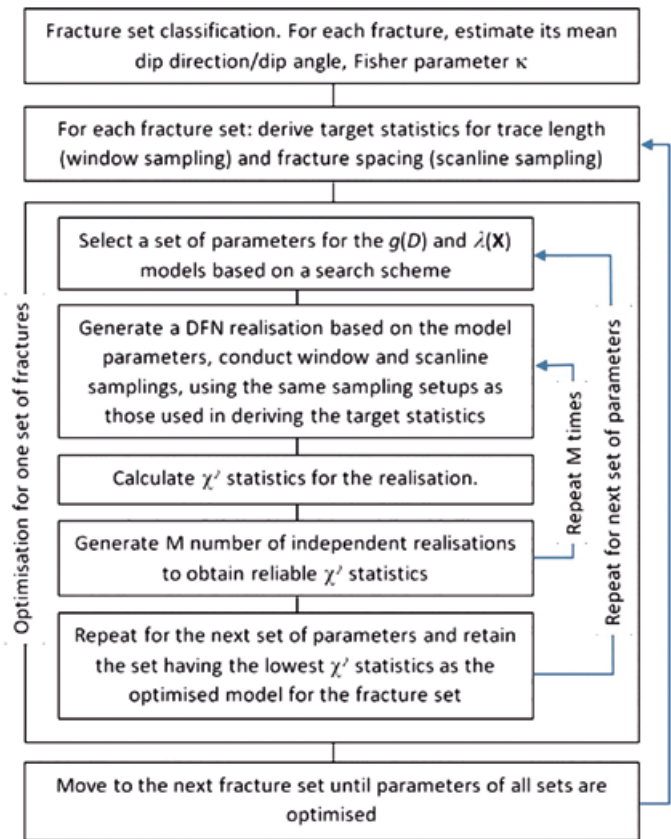 Fracture set classification. For each fracture, estimate its mean
dip direction/dip angle, Fisher parameter κ
For each fracture set: derive target statistics for trace length
(window sampling) and fracture spacing (scanline sampling)
Optimisation for one set of fractures
Select a set of parameters for the g(D) and λ(X)
models based on a search scheme
Generate a DFN realisation based on the model
parameters, conduct window and scanline
samplings, using the same sampling setups as
those used in deriving the target statistics
Calculate χ² statistics for the realisation.
Generate M number of independent realisations
to obtain reliable χ² statistics
Repeat for the next set of parameters and retain
the set having the lowest χ² statistics as the
optimised model for the fracture set
Repeat M times
Repeat for next set of parameters
Move to the next fracture set until parameters of all sets are
optimised